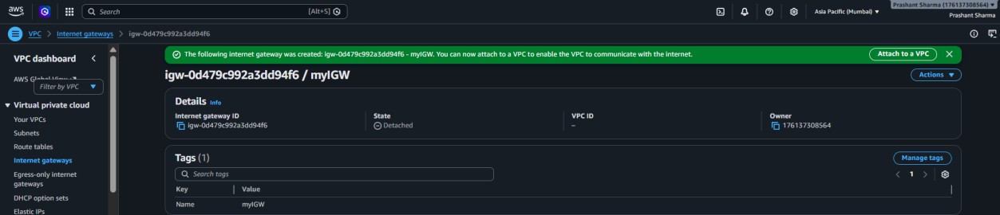 aws
Search [Alt+S]
Asia Pacific (Mumbai) ▼
Prashant Sharma (176137308564) ▼
Prashant Sharma
VPC > Internet gateways > igw-0d479c992a3dd94f6
VPC dashboard <
AWS Global View
Filter by VPC ▼
▼ Virtual private cloud
Your VPCs
Subnets
Route tables
Internet gateways
Egress-only internet
gateways
DHCP option sets
Elastic IPs
The following internet gateway was created: igw-0d479c992a3dd94f6 - myIGW. You can now attach to a VPC to enable the VPC to communicate with the internet.
Attach to a VPC
igw-0d479c992a3dd94f6 / myIGW
Actions ▼
Details Info
Internet gateway ID
igw-0d479c992a3dd94f6
State
Detached
VPC ID
–
Owner
176137308564
Tags (1)
Manage tags
Search tags
< 1 >
Key Value
Name myIGW